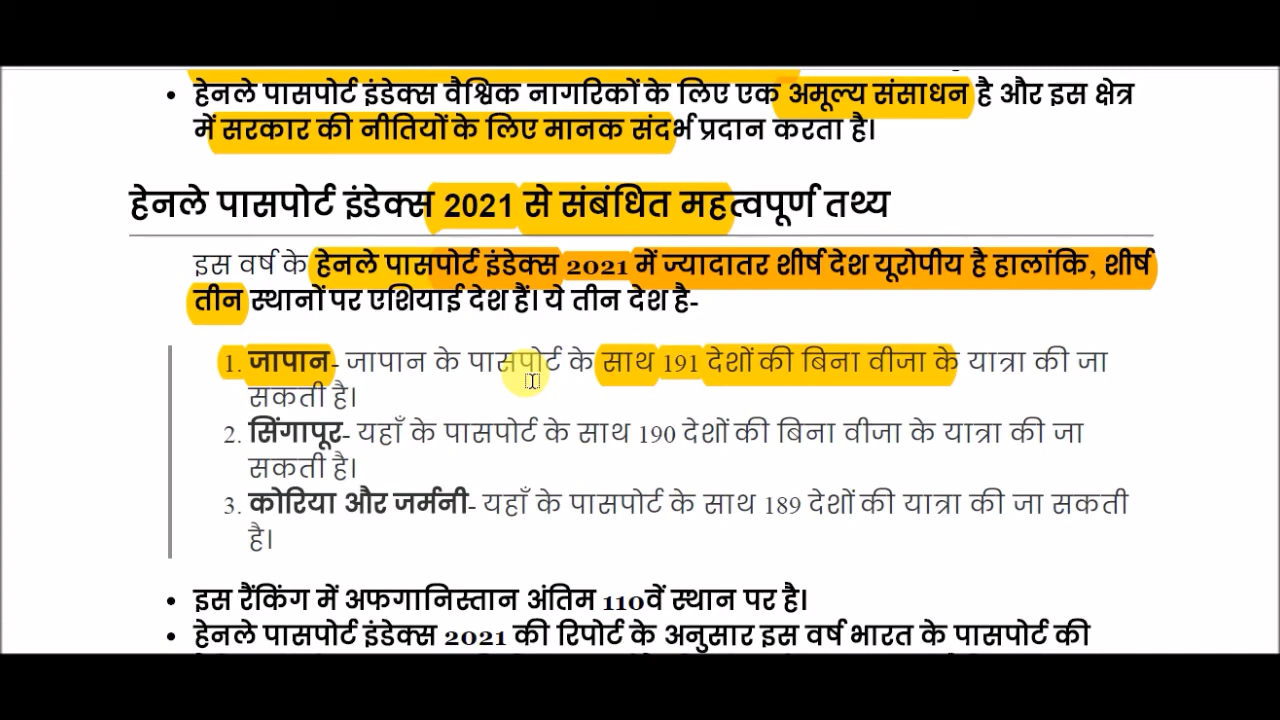 हेनले पासपोर्ट इंडेक्स वैश्विक नागरिकों के लिए एक अमूल्य संसाधन है और इस क्षेत्र
में सरकार की नीतियों के लिए मानक संदर्भ प्रदान करता है।
हेनले पासपोर्ट इंडेक्स 2021 से संबंधित महत्वपूर्ण तथ्य
इस वर्ष के हेनले पासपोर्ट इंडेक्स 2021 में ज्यादातर शीर्ष देश यूरोपीय है हालांकि, शीर्ष
तीन स्थानों पर एशियाई देश हैं। ये तीन देश है-
1. जापान- जापान के पासपोर्ट के साथ 191 देशों की बिना वीजा के यात्रा की जा
सकती है।
2. सिंगापूर- यहाँ के पासपोर्ट के साथ 190 देशों की बिना वीजा के यात्रा की जा
सकती है।
3. कोरिया और जर्मनी- यहाँ के पासपोर्ट के साथ 189 देशों की यात्रा की जा सकती
है।
इस रैंकिंग में अफगानिस्तान अंतिम 110वें स्थान पर है।
हेनले पासपोर्ट इंडेक्स 2021 की रिपोर्ट के अनुसार इस वर्ष भारत के पासपोर्ट की